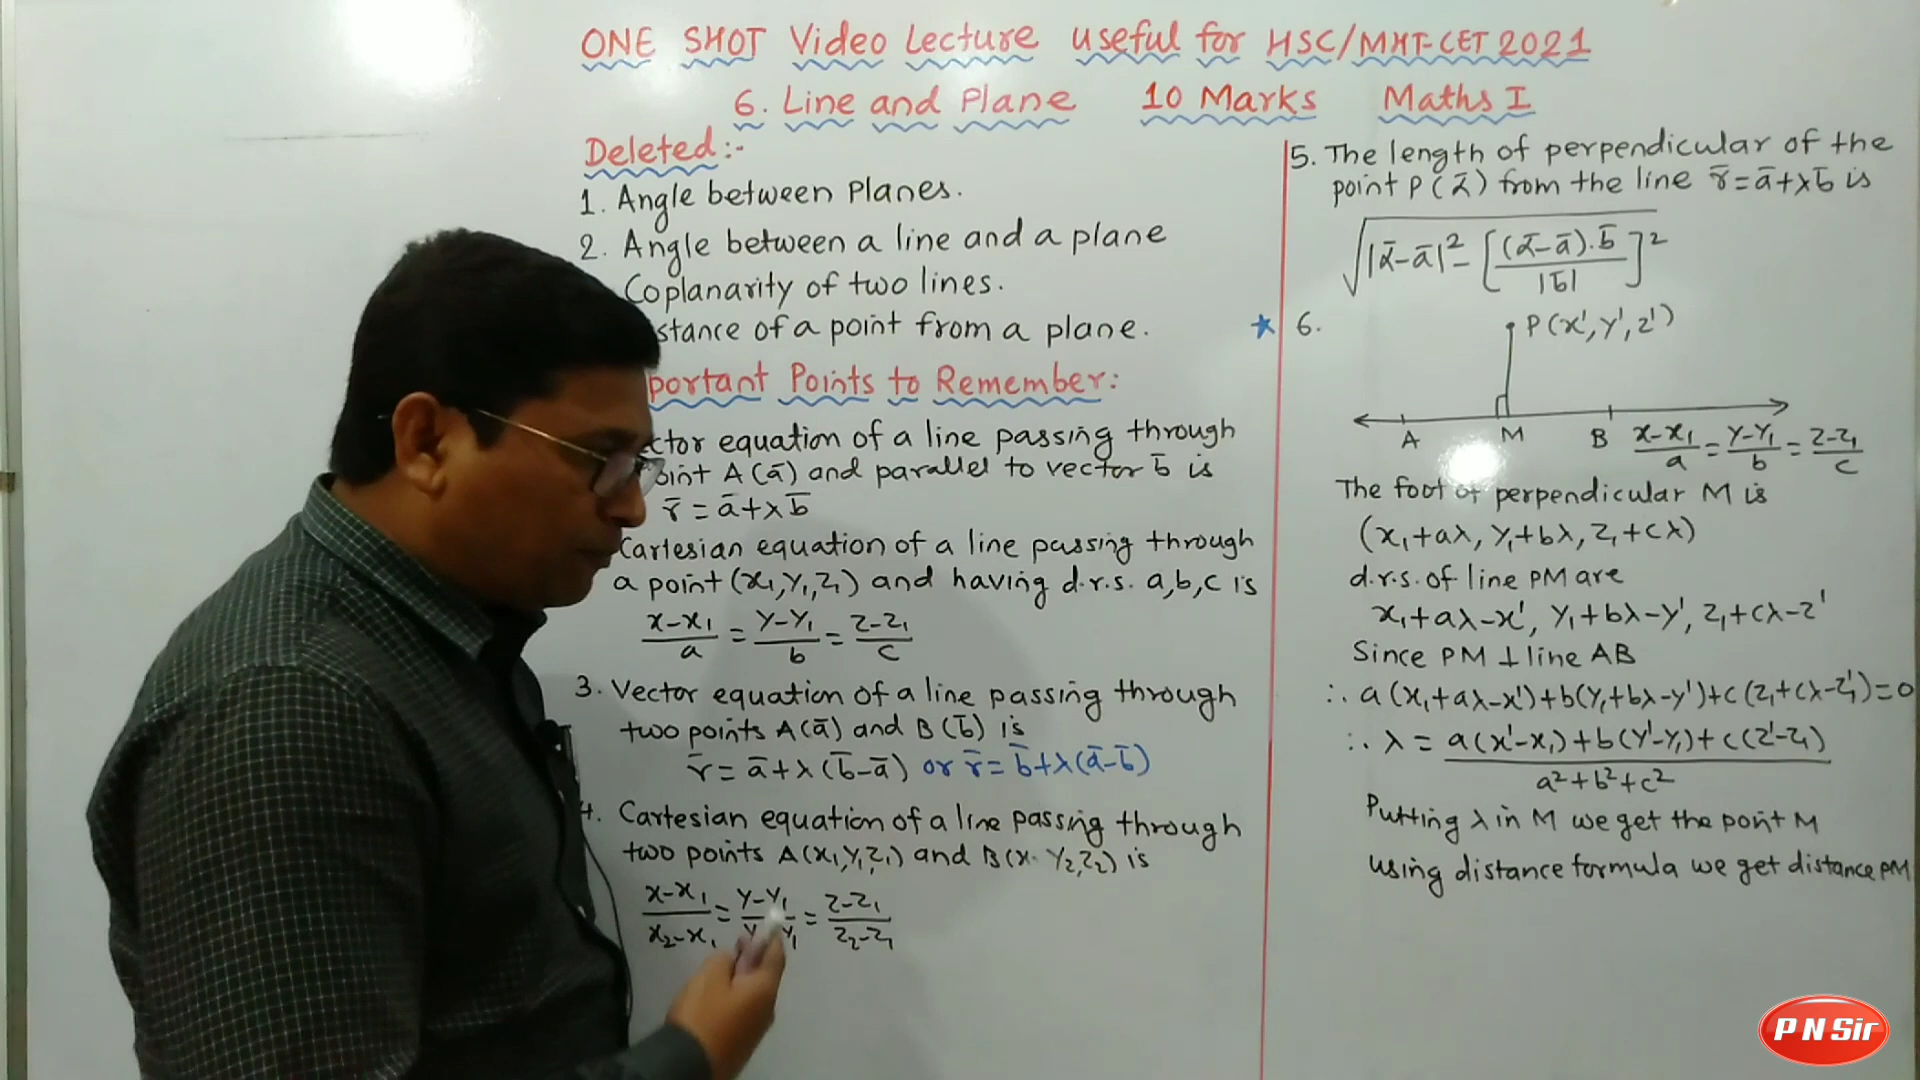 ONE SHOT Video Lecture useful for HSC/MHT-CET 2021
6. Line and Plane 10 Marks Maths I
Deleted:-
1. Angle between Planes.
2. Angle between a line and a plane
Coplanarity of two lines.
stance of a point from a plane.
portant Points to Remember:
ctor equation of a line passing through
oint A(ā) and parallel to vector b̄ is
r̄ = ā+λb̄
Cartesian equation of a line passing through
a point (x₁,y₁,z₁) and having d.r.s. a,b,c is
(x-x₁)/a = (y-y₁)/b = (z-z₁)/c
3. Vector equation of a line passing through
two points A(ā) and B(b̄) is
r̄ = ā+λ(b̄-ā) or r̄=b̄+λ(ā-b̄)
4. Cartesian equation of a line passing through
two points A(x₁,y₁,z₁) and B(x y₂,z₂) is
(x-x₁)/(x₂-x₁) = (y-y₁)/(y y₁) = (z-z₁)/(z₂-z₁)
5. The length of perpendicular of the
point P(ᾱ) from the line r̄=ā+λb̄ is
√(|ᾱ-ā|² - [((ᾱ-ā).b̄)/|b̄|]²)
★ 6. P(x',y',z')
A M B (x-x₁)/a = (y-y₁)/b = (z-z₁)/c
The foot of perpendicular M is
(x₁+aλ, y₁+bλ, z₁+cλ)
d.r.s. of line PM are
x₁+aλ-x', y₁+bλ-y', z₁+cλ-z'
Since PM ⊥ line AB
∴ a(x₁+aλ-x')+b(y₁+bλ-y')+c(z₁+cλ-z₁')=0
∴ λ = (a(x'-x₁)+b(y'-y₁)+c(z'-z₁))/(a²+b²+c²)
Putting λ in M we get the point M
using distance formula we get distance PM
P N Sir